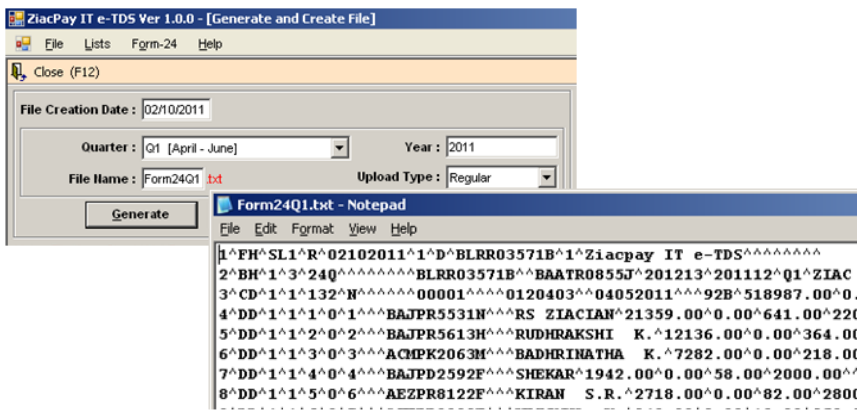 ZiacPay IT e-TDS Ver 1.0.0 - [Generate and Create File]
File Lists Form-24 Help
Close (F12)
File Creation Date : 02/10/2011
Quarter : Q1 [April - June] Year : 2011
File Name : Form24Q1 .txt Upload Type : Regular
Generate
Form24Q1.txt - Notepad
File Edit Format View Help
1^FH^SL1^R^02102011^1^D^BLRR03571B^1^Ziacpay IT e-TDS^^^^^^^^
2^BH^1^3^24Q^^^^^^^^BLRR03571B^^BAATR0855J^201213^201112^Q1^ZIAC
3^CD^1^1^132^N^^^^^^00001^^^^0120403^^04052011^^^92B^518987.00^0.
4^DD^1^1^1^0^1^^^BAJPR5531N^^^RS ZIACIAN^21359.00^0.00^641.00^220
5^DD^1^1^2^0^2^^^BAJPR5613H^^^RUDHRAKSHI K.^12136.00^0.00^364.00
6^DD^1^1^3^0^3^^^ACMPK2063M^^^BADHRINATHA K.^7282.00^0.00^218.00
7^DD^1^1^4^0^4^^^BAJPD2592F^^^SHEKAR^1942.00^0.00^58.00^2000.00^^
8^DD^1^1^5^0^6^^^AEZPR8122F^^^KIRAN S.R.^2718.00^0.00^82.00^2800